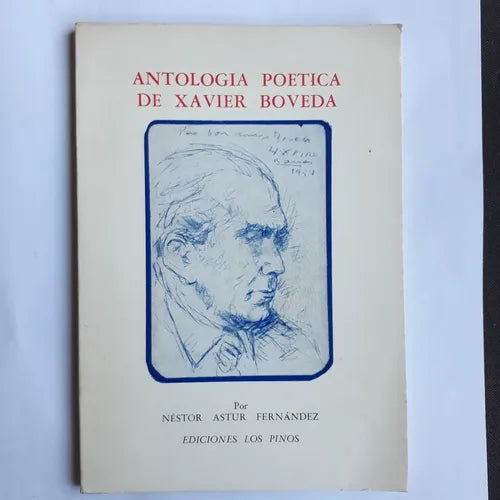 ANTOLOGIA POETICA
DE XAVIER BOVEDA
Por
NÉSTOR ASTUR FERNÁNDEZ
EDICIONES LOS PINOS